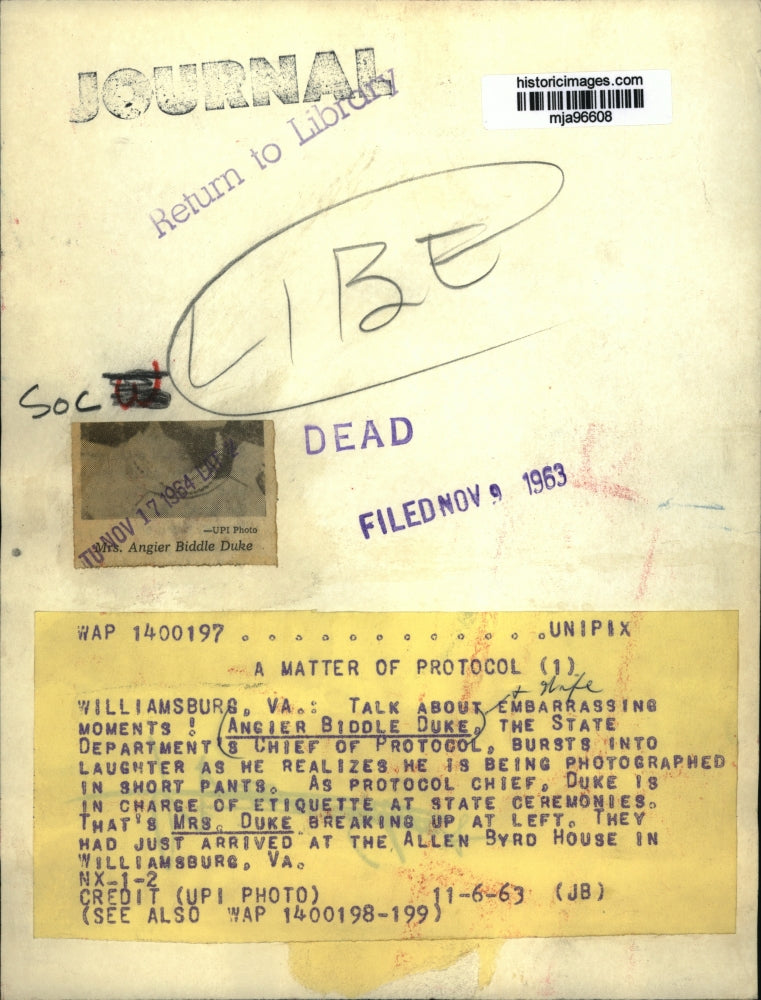 JOURNAL
Return to Library
historicimages.com
mja96608
LIBE
SOC
DEAD
FILED NOV 9 1963
TU NOV 17 1964
—UPI Photo
Mrs. Angier Biddle Duke
WAP 1400197 . . . . . . . . . . . . . .UNIPIX
A MATTER OF PROTOCOL (1)
+ wife
WILLIAMSBURG, VA.: TALK ABOUT EMBARRASSING
MOMENTS! ANGIER BIDDLE DUKE, THE STATE
DEPARTMENT'S CHIEF OF PROTOCOL, BURSTS INTO
LAUGHTER AS HE REALIZES HE IS BEING PHOTOGRAPHED
IN SHORT PANTS. AS PROTOCOL CHIEF, DUKE IS
IN CHARGE OF ETIQUETTE AT STATE CEREMONIES.
THAT'S MRS. DUKE BREAKING UP AT LEFT. THEY
HAD JUST ARRIVED AT THE ALLEN BYRD HOUSE IN
WILLIAMSBURG, VA.
NX-1-2
CREDIT (UPI PHOTO) 11-6-63 (JB)
(SEE ALSO WAP 1400198-199)